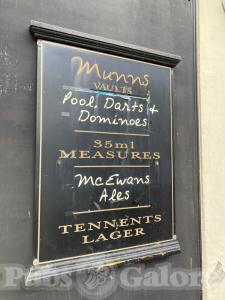 Munns
VAULTS
Pool, Darts &
Dominoes
35ml
MEASURES
McEwans
Ales
TENNENTS
LAGER
Pubs Galore